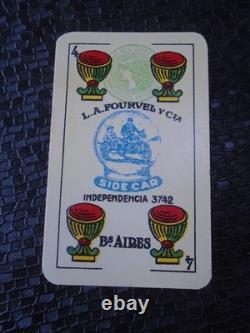 4
L.A. FOURVEL Y CIA
SIDE CAR
INDEPENDENCIA 3742
Bs AIRES
4